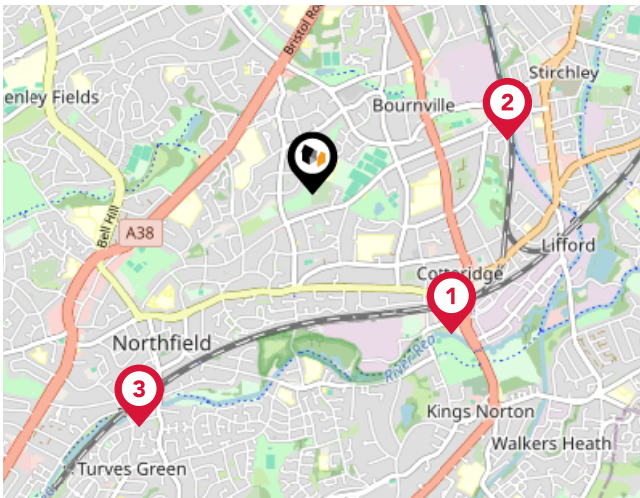 Bristol Ro
Stirchley
enley Fields
Bournville
2
Bell Hill
A38
Lifford
Cotteridge
1
Northfield
River Rea
3
Kings Norton
Walkers Heath
Turves Green